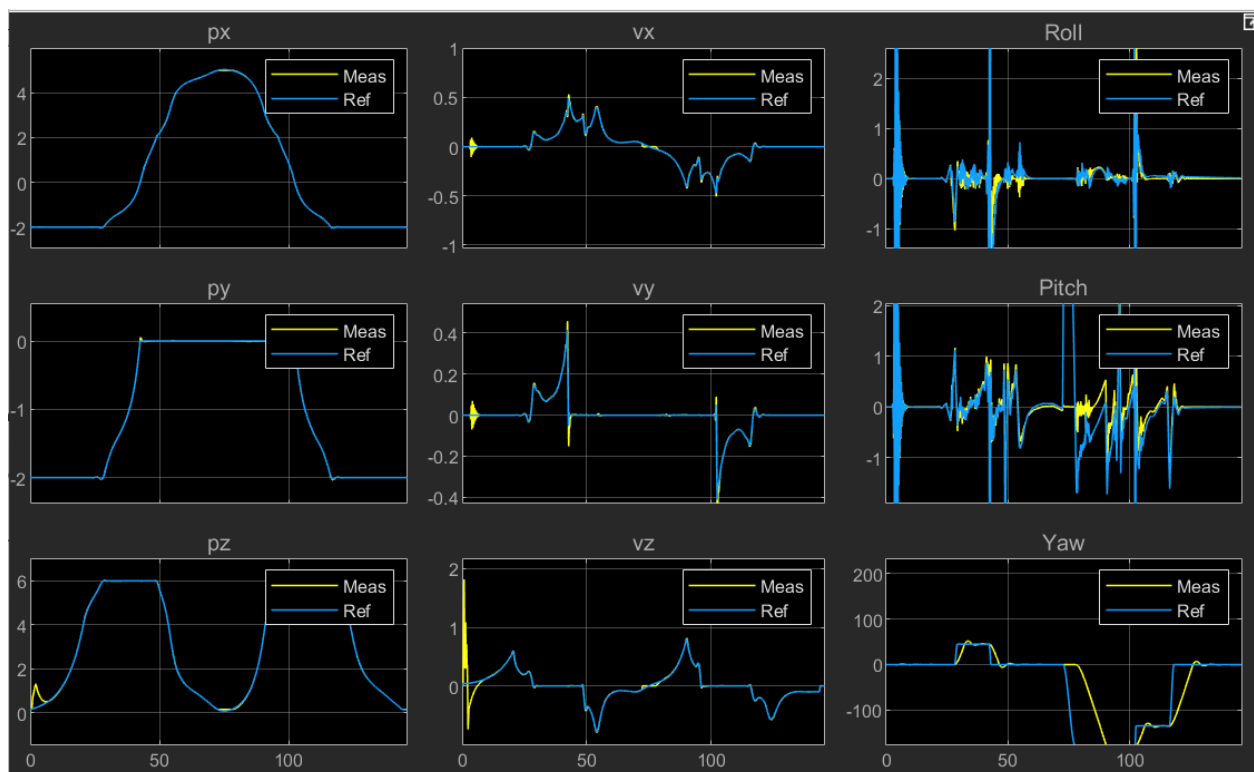 px
vx
Roll
Meas
Ref
4
2
0
-2
1
0.5
0
-0.5
-1
Meas
Ref
2
1
0
-1
Meas
Ref
py
vy
Pitch
0
-1
-2
Meas
Ref
0.4
0.2
0
-0.2
-0.4
Meas
Ref
2
1
0
-1
Meas
Ref
pz
vz
Yaw
6
4
2
0
Meas
Ref
2
1
0
Meas
Ref
200
100
0
-100
Meas
Ref
0 50 100
0 50 100
0 50 100